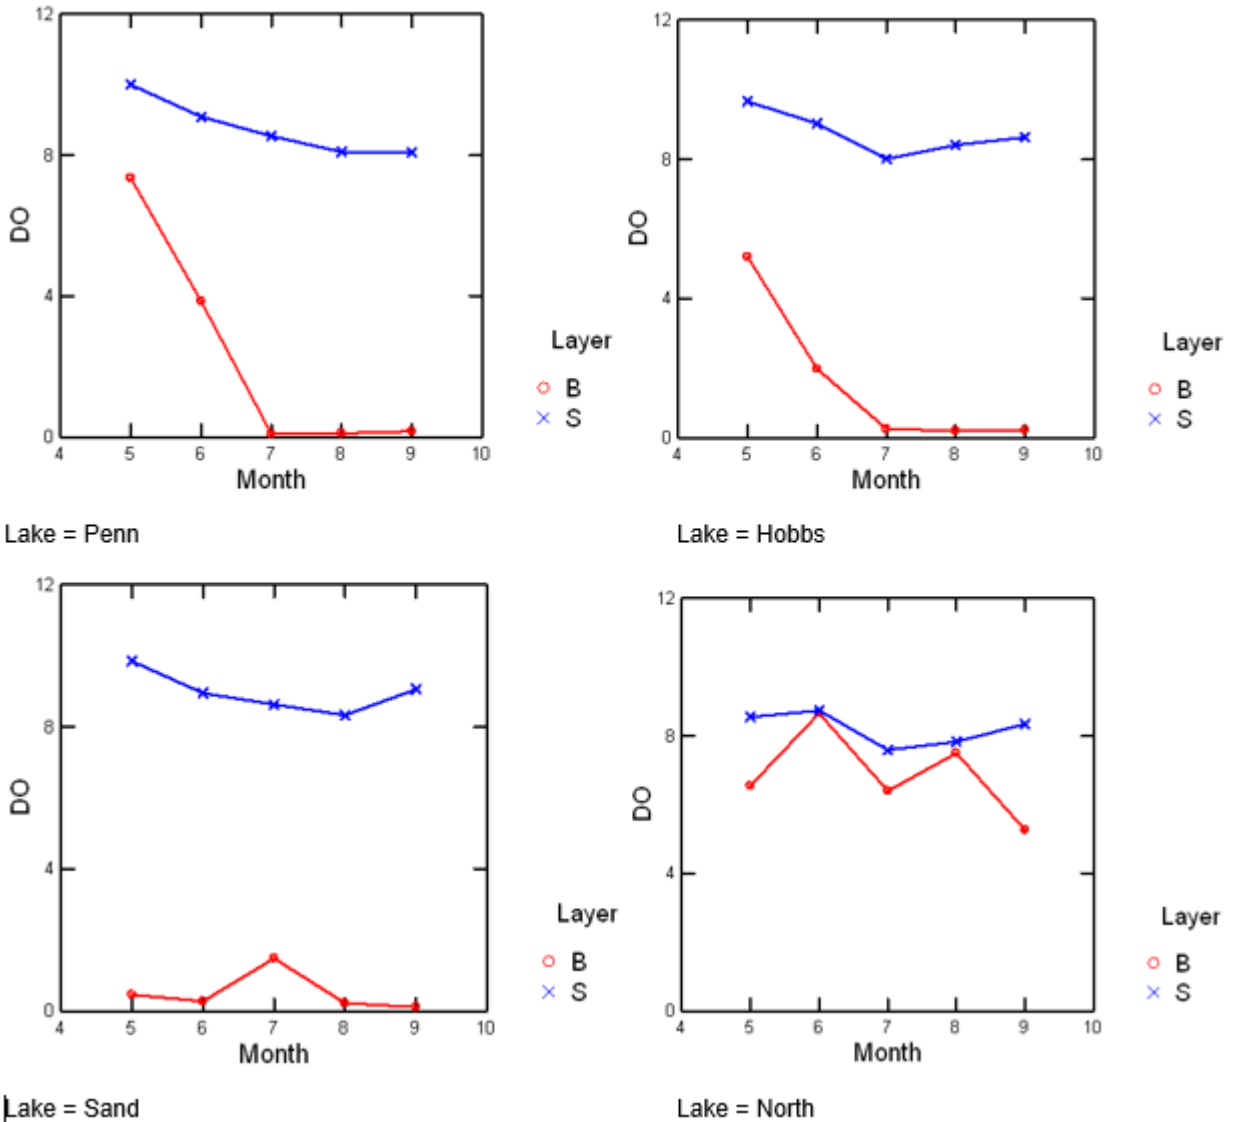 12
8
DO
4
0
4 5 6 7 8 9 10
Month
Layer
B
S
Lake = Penn
12
8
DO
4
0
4 5 6 7 8 9 10
Month
Layer
B
S
Lake = Hobbs
12
8
DO
4
0
4 5 6 7 8 9 10
Month
Layer
B
S
Lake = Sand
12
8
DO
4
0
4 5 6 7 8 9 10
Month
Layer
B
S
Lake = North